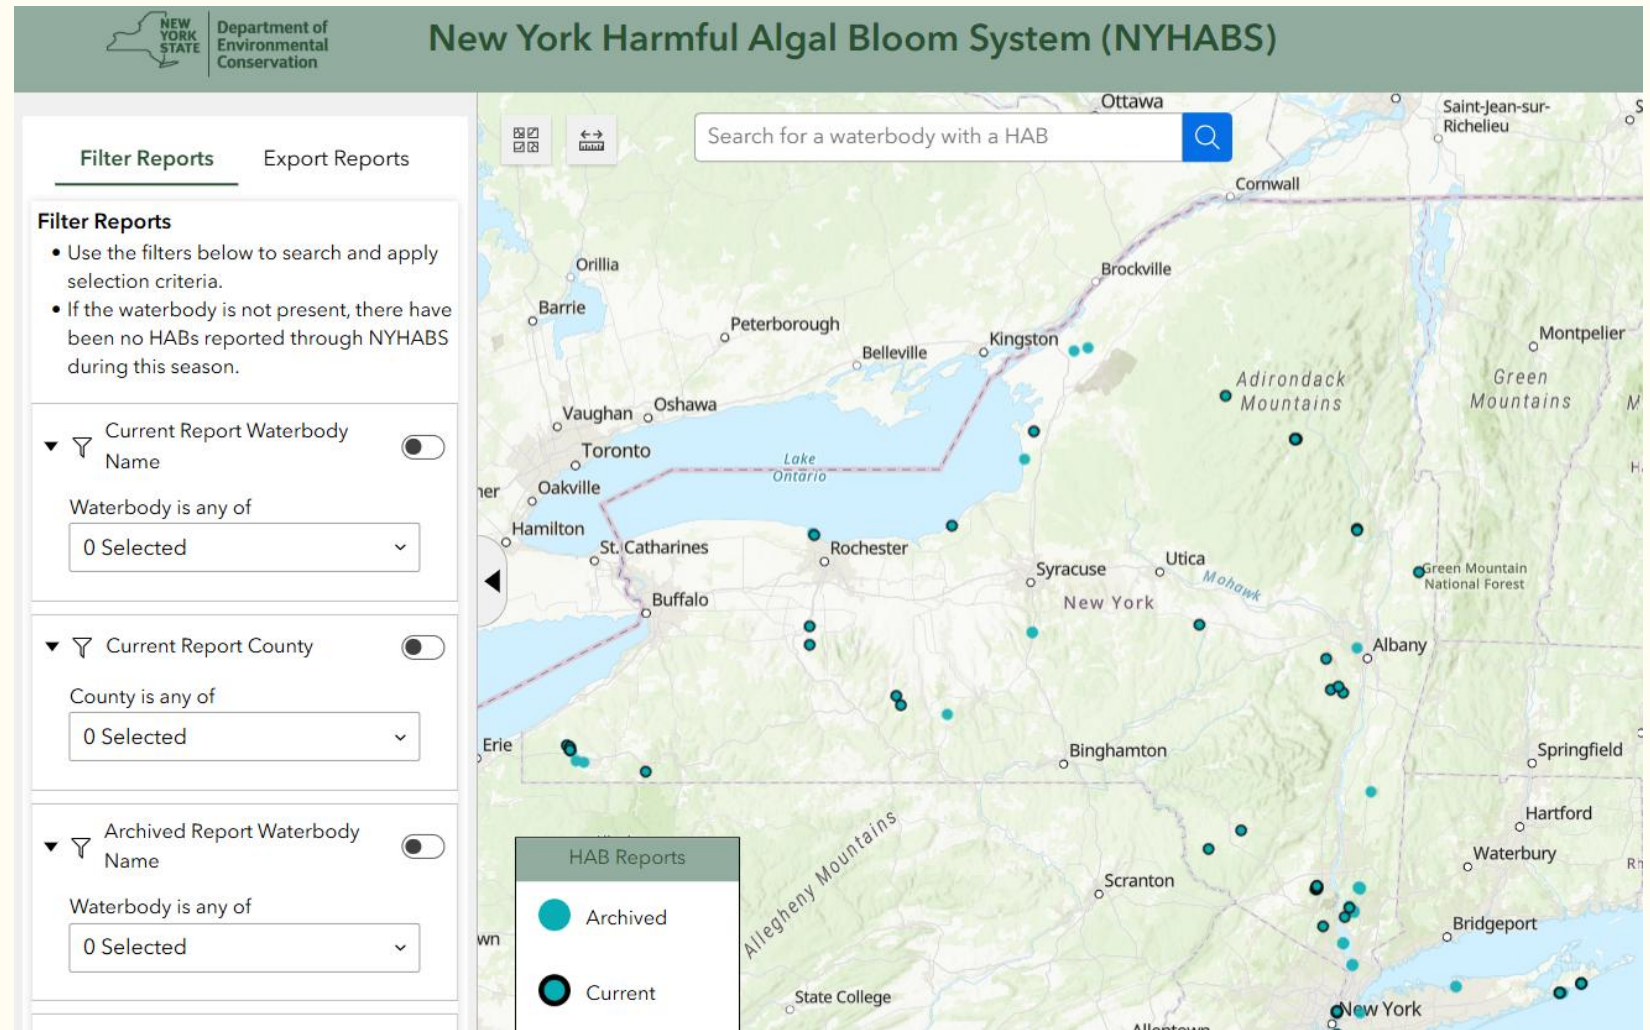 NEW
YORK
STATE
Department of
Environmental
Conservation
New York Harmful Algal Bloom System (NYHABS)
Filter Reports
Export Reports
Filter Reports
• Use the filters below to search and apply
selection criteria.
• If the waterbody is not present, there have
been no HABs reported through NYHABS
during this season.
Current Report Waterbody
Name
Waterbody is any of
0 Selected
Current Report County
County is any of
0 Selected
Archived Report Waterbody
Name
Waterbody is any of
0 Selected
Search for a waterbody with a HAB
Ottawa
Saint-Jean-sur-
Richelieu
Cornwall
Orillia
Brockville
Barrie
Peterborough
Kingston
Belleville
Montpelier
Adirondack
Mountains
Green
Mountains
Vaughan
Oshawa
Toronto
Lake
Ontario
Oakville
Hamilton
St. Catharines
Rochester
Syracuse
Utica
Mohawk
Green Mountain
National Forest
Buffalo
New York
Albany
Erie
Binghamton
Springfield
Allegheny Mountains
Hartford
Waterbury
Scranton
Bridgeport
State College
New York
HAB Reports
Archived
Current